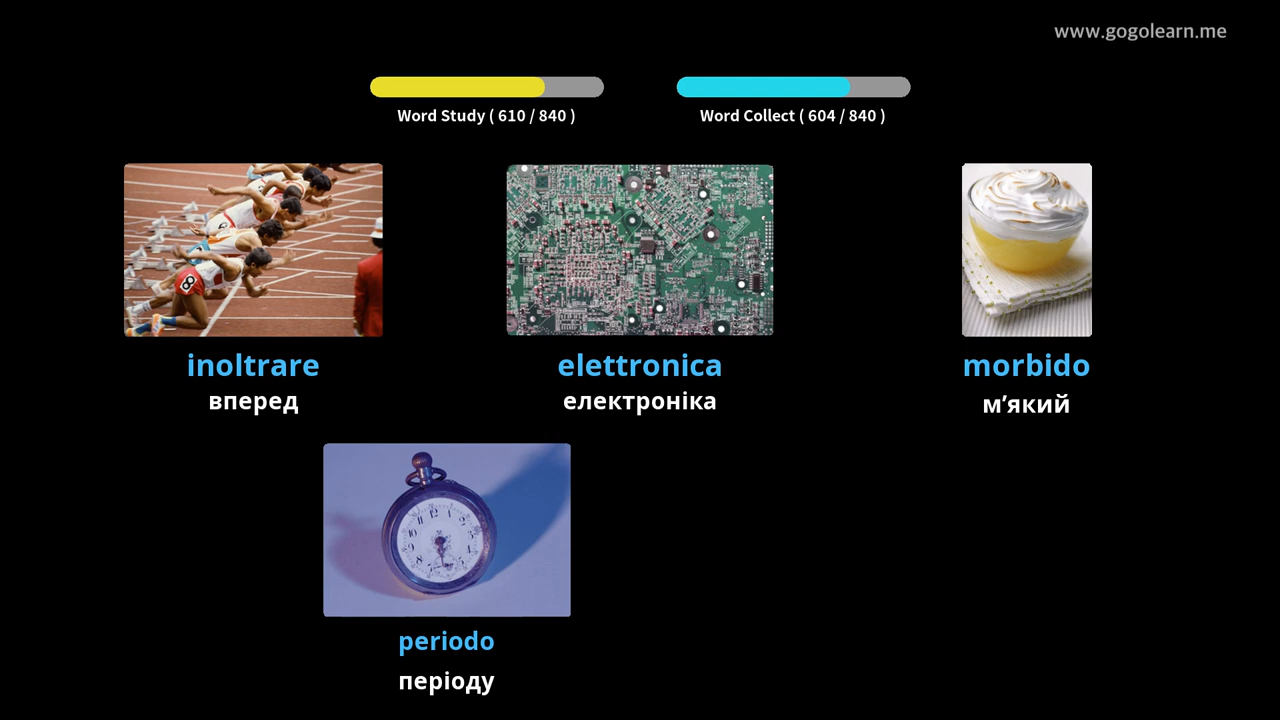 www.gogolearn.me
Word Study ( 610 / 840 )
Word Collect ( 604 / 840 )
inoltrare
вперед
elettronica
електроніка
morbido
м’який
periodo
періоду